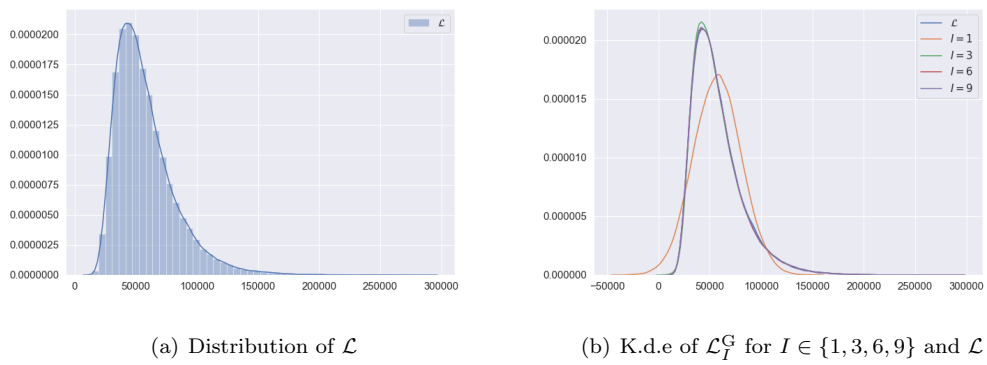 0.0000200
0.0000175
0.0000150
0.0000125
0.0000100
0.0000075
0.0000050
0.0000025
0.0000000
0 50000 100000 150000 200000 250000 300000
ℒ
(a) Distribution of ℒ
0.000020
0.000015
0.000010
0.000005
0.000000
−50000 0 50000 100000 150000 200000 250000 300000
ℒ
I = 1
I = 3
I = 6
I = 9
(b) K.d.e of ℒ_I^G for I ∈ {1, 3, 6, 9} and ℒ